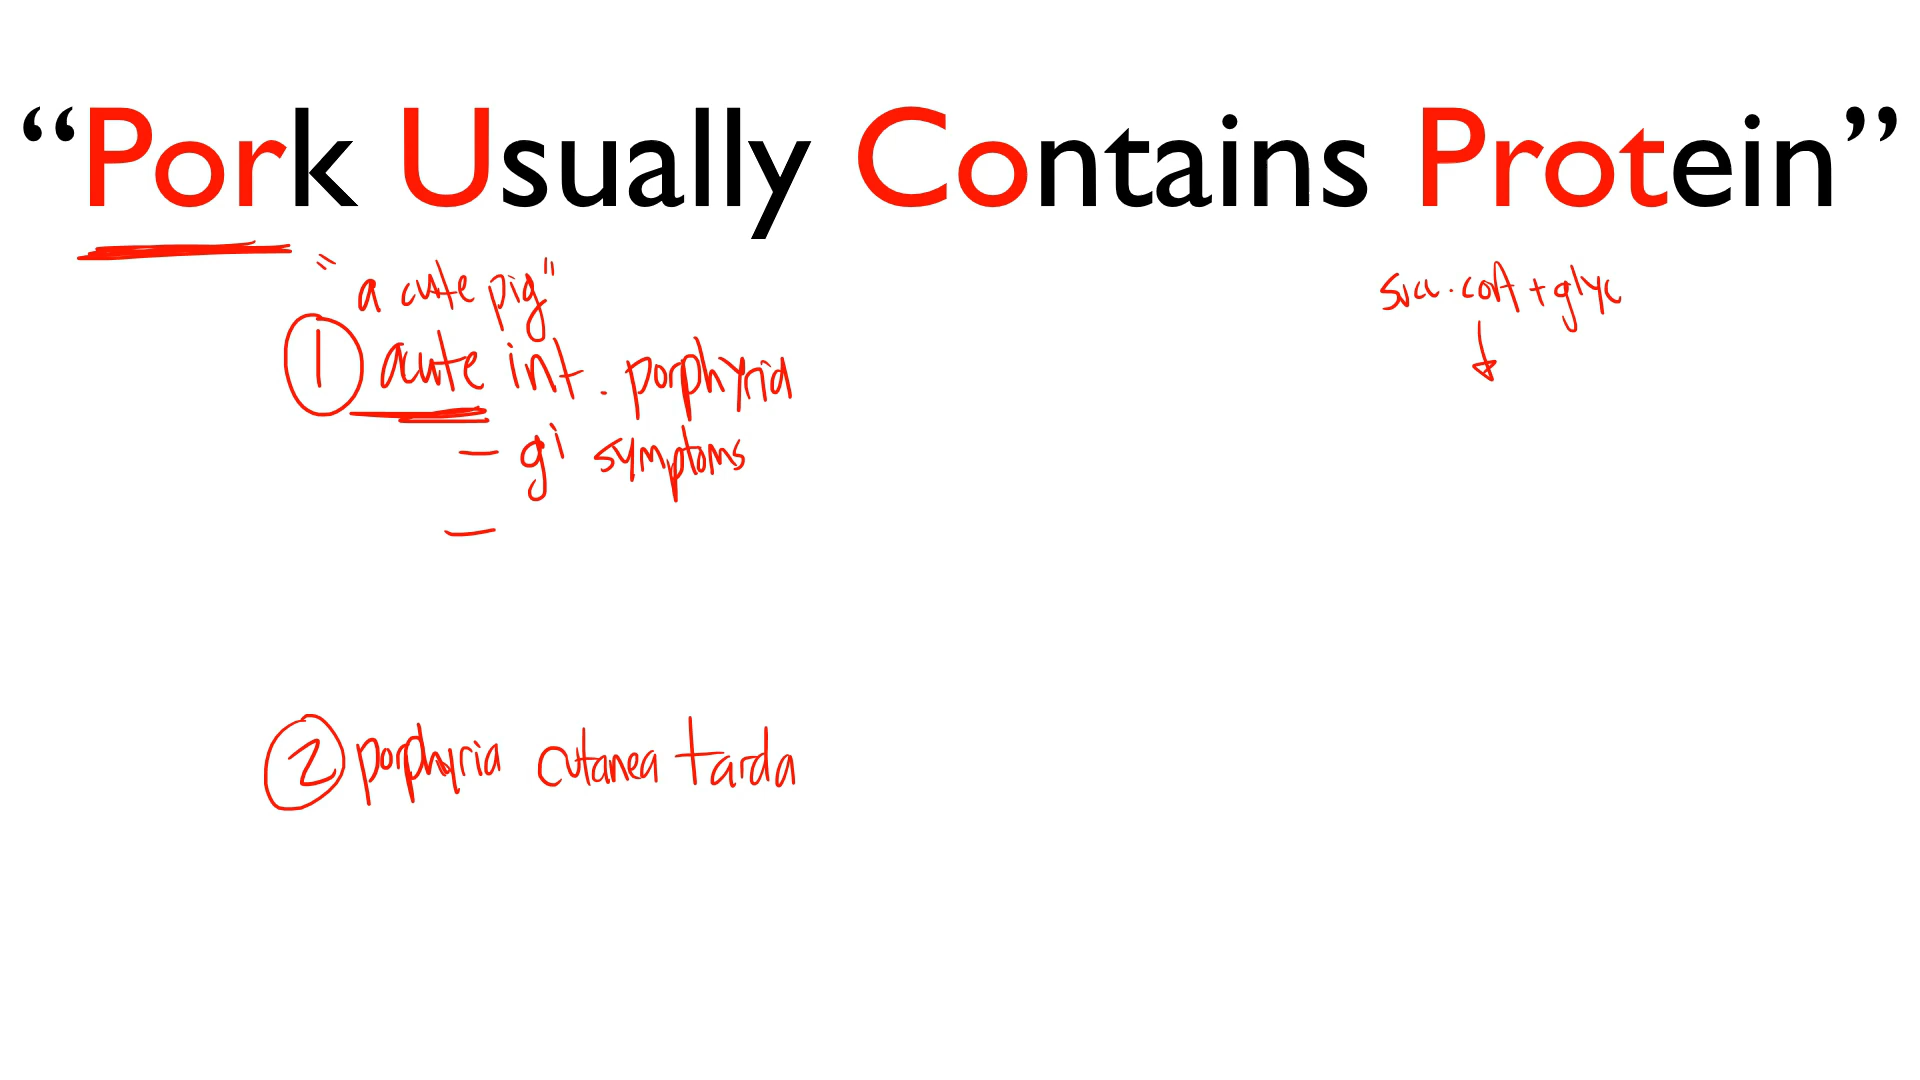 “Pork Usually Contains Protein”
"a cute pig"
succ. coA + glyc
1 acute int. porphyria
- gi symptoms
-
2 porphyria cutanea tarda